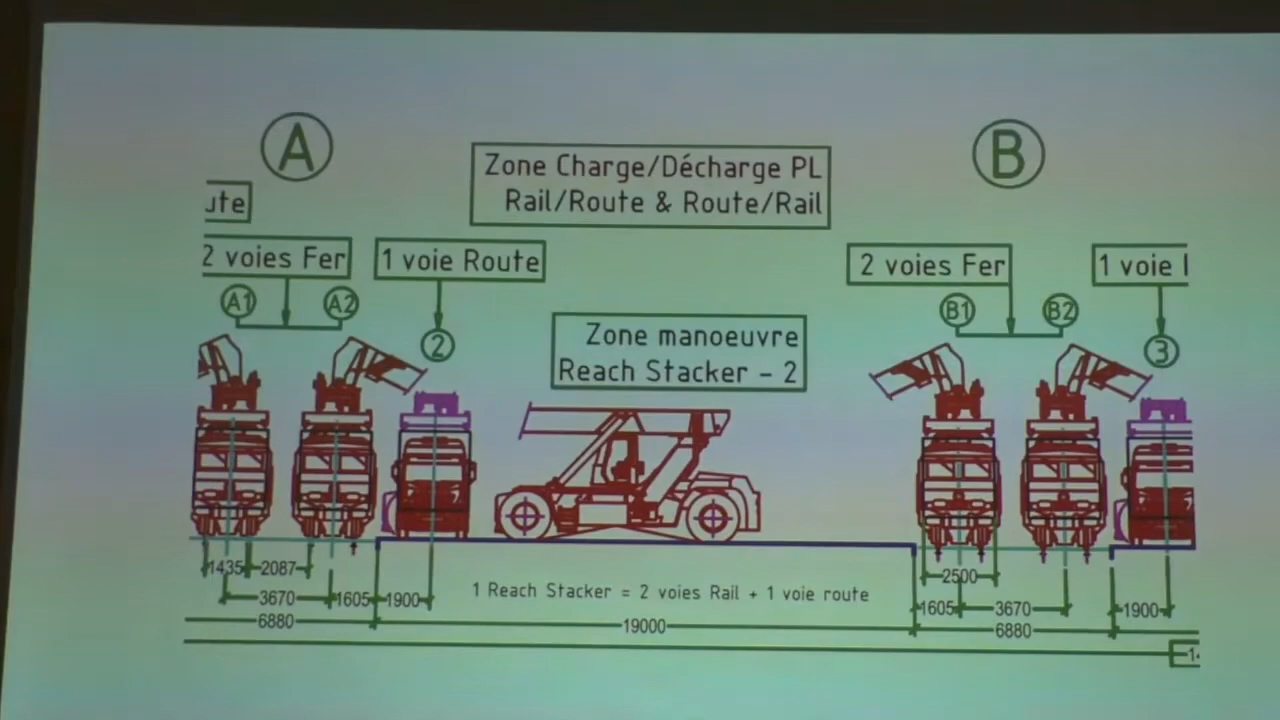 A
B
Zone Charge/Décharge PL
Rail/Route & Route/Rail
ute
2 voies Fer
1 voie Route
2 voies Fer
1 voie
A1
A2
B1
B2
2
3
Zone manoeuvre
Reach Stacker - 2
1435
2087
2500
3670
1605
1900
1 Reach Stacker = 2 voies Rail + 1 voie route
1605
3670
1900
6880
19000
6880